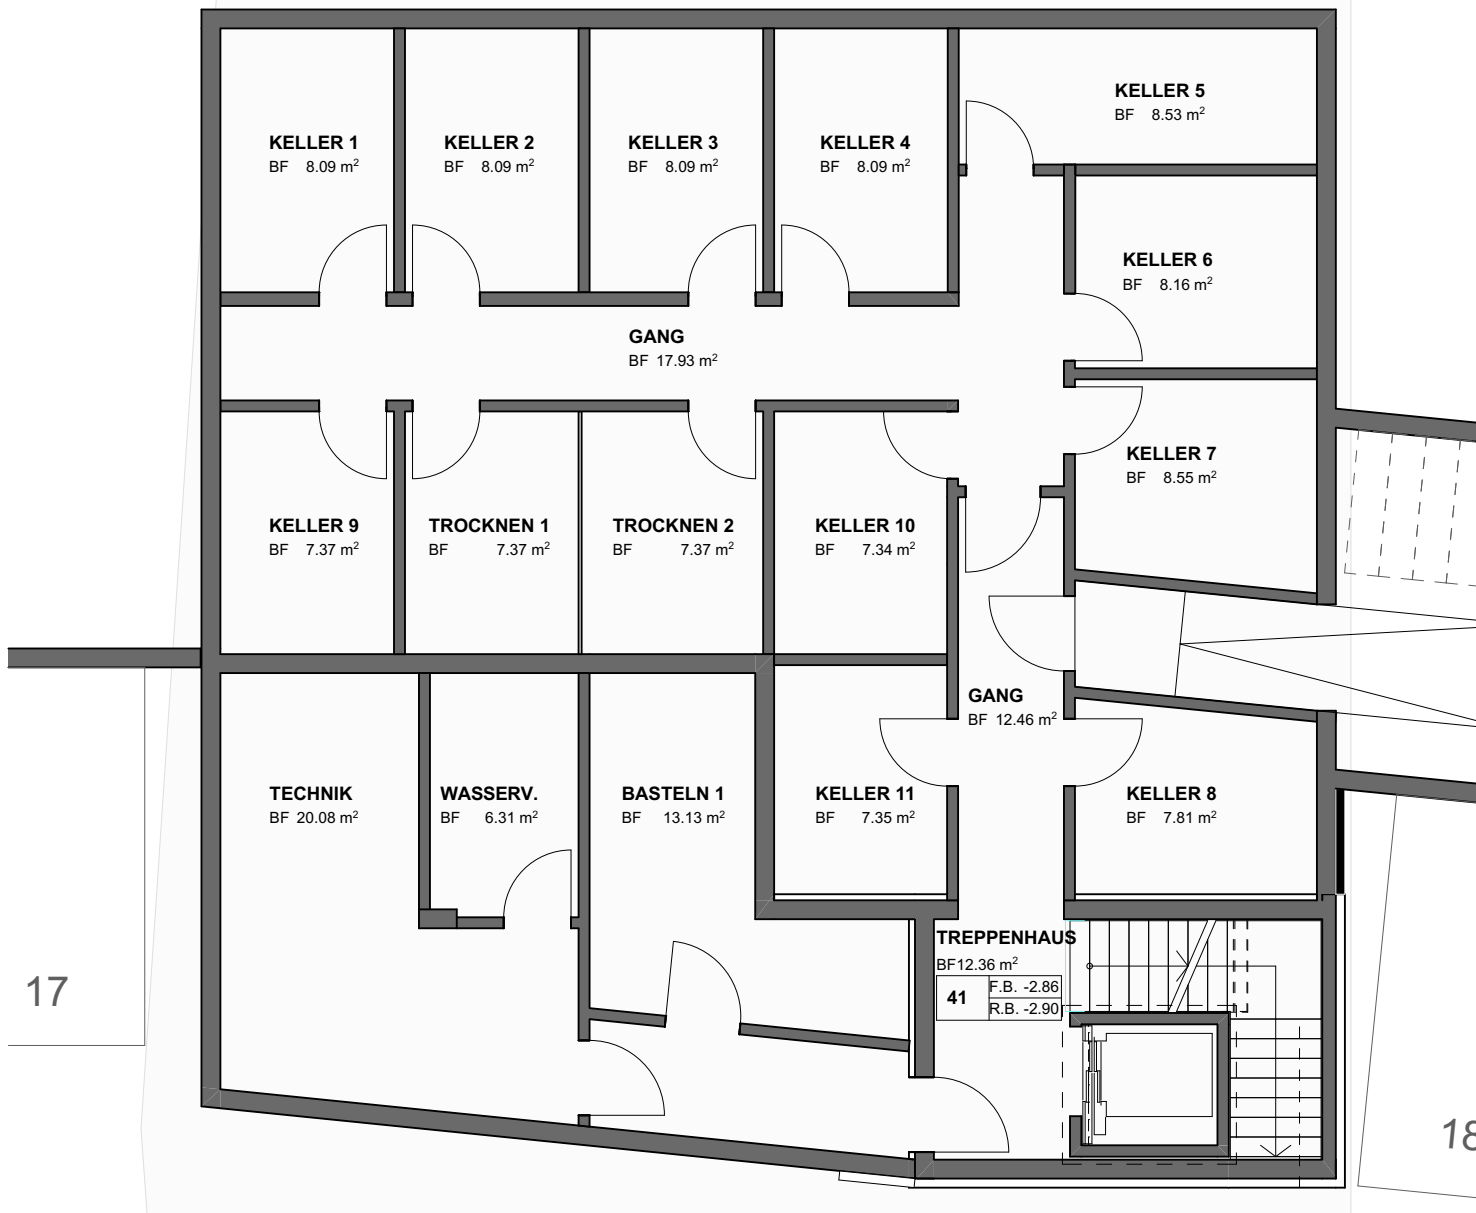 KELLER 1
BF 8.09 m²
KELLER 2
BF 8.09 m²
KELLER 3
BF 8.09 m²
KELLER 4
BF 8.09 m²
KELLER 5
BF 8.53 m²
KELLER 6
BF 8.16 m²
GANG
BF 17.93 m²
KELLER 7
BF 8.55 m²
KELLER 9
BF 7.37 m²
TROCKNEN 1
BF 7.37 m²
TROCKNEN 2
BF 7.37 m²
KELLER 10
BF 7.34 m²
GANG
BF 12.46 m²
TECHNIK
BF 20.08 m²
WASSERV.
BF 6.31 m²
BASTELN 1
BF 13.13 m²
KELLER 11
BF 7.35 m²
KELLER 8
BF 7.81 m²
TREPPENHAUS
BF12.36 m²
41
F.B. -2.86
R.B. -2.90
17
18